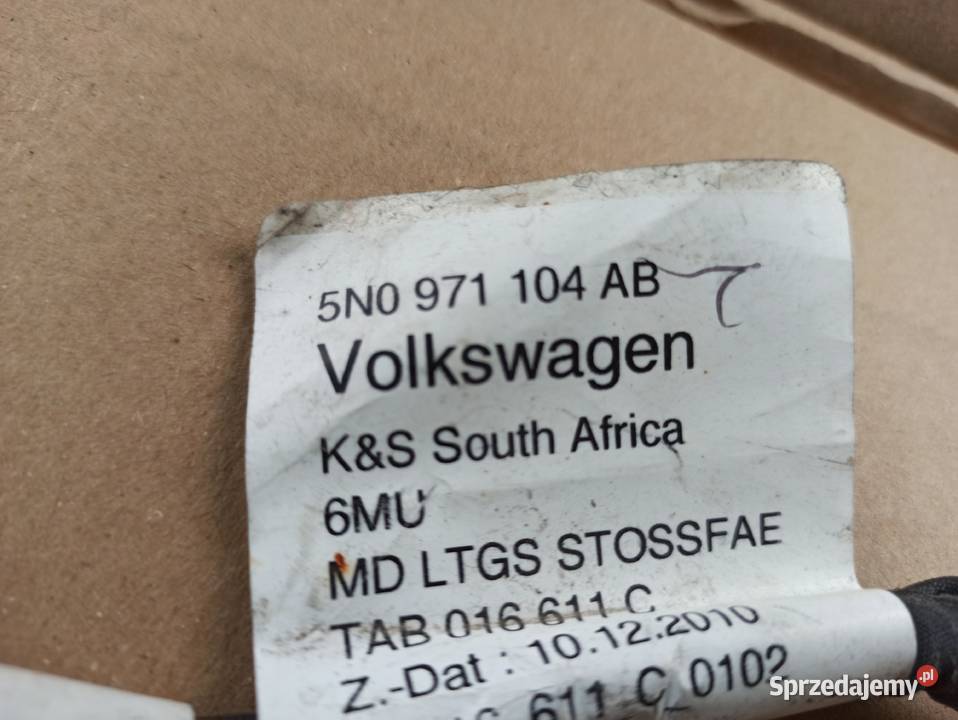 5N0 971 104 AB
Volkswagen
K&S South Africa
6MU
MD LTGS STOSSFAE
TAB 016 611 C
Z.-Dat : 10.12.2010
611 C 0102
Sprzedajemy.pl